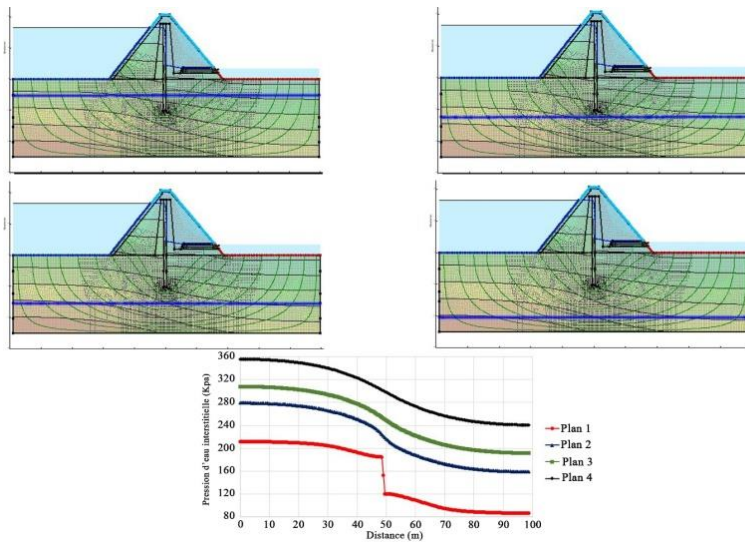 360
320
280
240
200
160
120
80
Pression d'eau interstitielle (Kpa)
0 10 20 30 40 50 60 70 80 90 100
Distance (m)
Plan 1
Plan 2
Plan 3
Plan 4